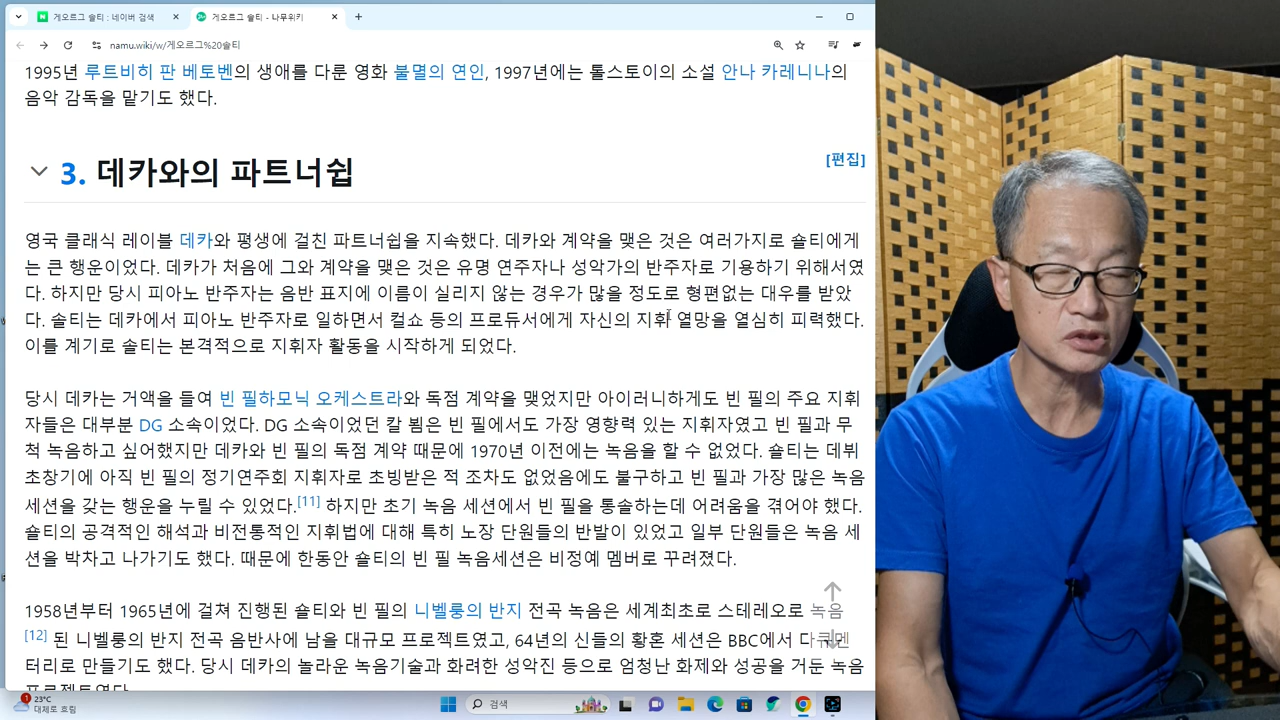 게오르그 솔티 : 네이버 검색
게오르그 솔티 - 나무위키
namu.wiki/w/게오르그%20솔티
1995년 루트비히 판 베토벤의 생애를 다룬 영화 불멸의 연인, 1997년에는 톨스토이의 소설 안나 카레니나의
음악 감독을 맡기도 했다.
3. 데카와의 파트너쉽
[편집]
영국 클래식 레이블 데카와 평생에 걸친 파트너쉽을 지속했다. 데카와 계약을 맺은 것은 여러가지로 숄티에게
는 큰 행운이었다. 데카가 처음에 그와 계약을 맺은 것은 유명 연주자나 성악가의 반주자로 기용하기 위해서였
다. 하지만 당시 피아노 반주자는 음반 표지에 이름이 실리지 않는 경우가 많을 정도로 형편없는 대우를 받았
다. 솔티는 데카에서 피아노 반주자로 일하면서 컬쇼 등의 프로듀서에게 자신의 지휘 열망을 열심히 피력했다.
이를 계기로 솔티는 본격적으로 지휘자 활동을 시작하게 되었다.
당시 데카는 거액을 들여 빈 필하모닉 오케스트라와 독점 계약을 맺었지만 아이러니하게도 빈 필의 주요 지휘
자들은 대부분 DG 소속이었다. DG 소속이었던 칼 뵘은 빈 필에서도 가장 영향력 있는 지휘자였고 빈 필과 무
척 녹음하고 싶어했지만 데카와 빈 필의 독점 계약 때문에 1970년 이전에는 녹음을 할 수 없었다. 숄티는 데뷔
초창기에 아직 빈 필의 정기연주회 지휘자로 초빙받은 적 조차도 없었음에도 불구하고 빈 필과 가장 많은 녹음
세션을 갖는 행운을 누릴 수 있었다.[11] 하지만 초기 녹음 세션에서 빈 필을 통솔하는데 어려움을 겪어야 했다.
숄티의 공격적인 해석과 비전통적인 지휘법에 대해 특히 노장 단원들의 반발이 있었고 일부 단원들은 녹음 세
션을 박차고 나가기도 했다. 때문에 한동안 숄티의 빈 필 녹음세션은 비정예 멤버로 꾸려졌다.
1958년부터 1965년에 걸쳐 진행된 숄티와 빈 필의 니벨룽의 반지 전곡 녹음은 세계최초로 스테레오로 녹음
[12] 된 니벨룽의 반지 전곡 음반사에 남을 대규모 프로젝트였고, 64년의 신들의 황혼 세션은 BBC에서 다큐멘
터리로 만들기도 했다. 당시 데카의 놀라운 녹음기술과 화려한 성악진 등으로 엄청난 화제와 성공을 거둔 녹음
프로젝트였다
1
23°C
대체로 흐림
검색